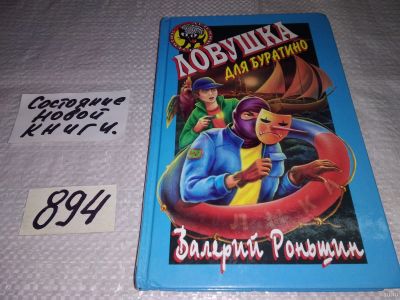 Состояние
новой
книги.
894
ЛОВУШКА
ДЛЯ БУРАТИНО
Валерий Роньшин